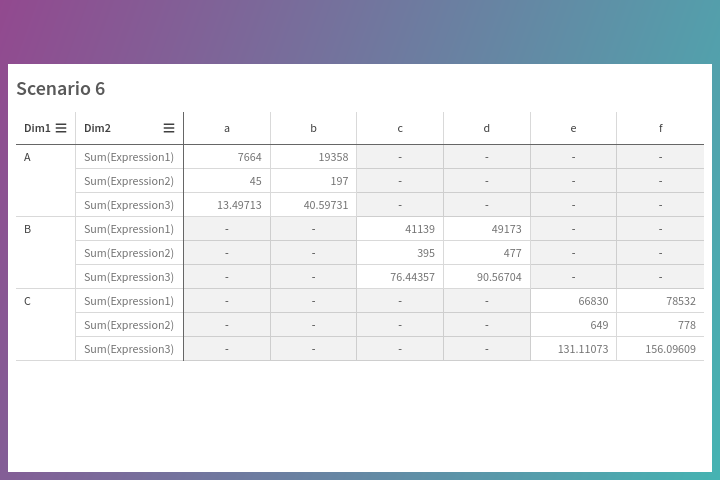 Scenario 6
Dim1 Dim2 a b c d e f
A Sum(Expression1) 7664 19358 - - - -
Sum(Expression2) 45 197 - - - -
Sum(Expression3) 13.49713 40.59731 - - - -
B Sum(Expression1) - - 41139 49173 - -
Sum(Expression2) - - 395 477 - -
Sum(Expression3) - - 76.44357 90.56704 - -
C Sum(Expression1) - - - - 66830 78532
Sum(Expression2) - - - - 649 778
Sum(Expression3) - - - - 131.11073 156.09609